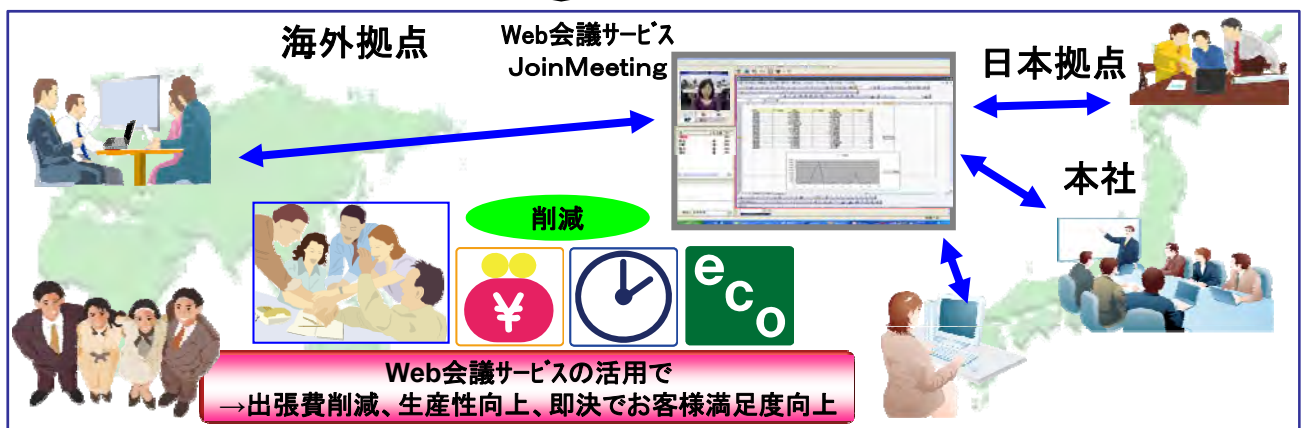 海外拠点
Web会議サービス
JoinMeeting
日本拠点
本社
削減
¥
eco
Web会議サービスの活用で
→出張費削減、生産性向上、即決でお客様満足度向上